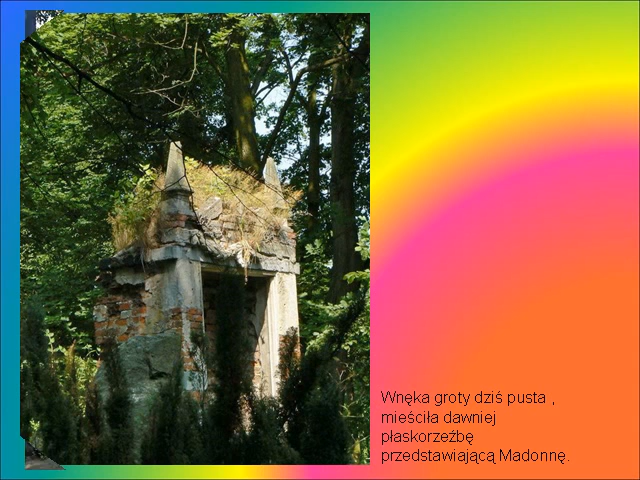 Wnęka groty dziś pusta ,
mieściła dawniej
płaskorzeźbę
przedstawiającą Madonnę.